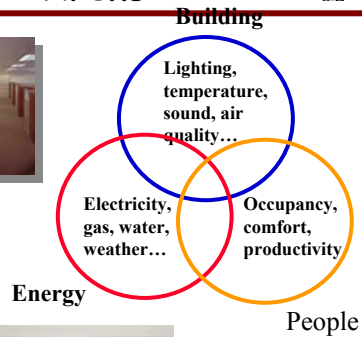 Building
Lighting,
temperature,
sound, air
quality…
Electricity,
gas, water,
weather…
Occupancy,
comfort,
productivity
Energy
People